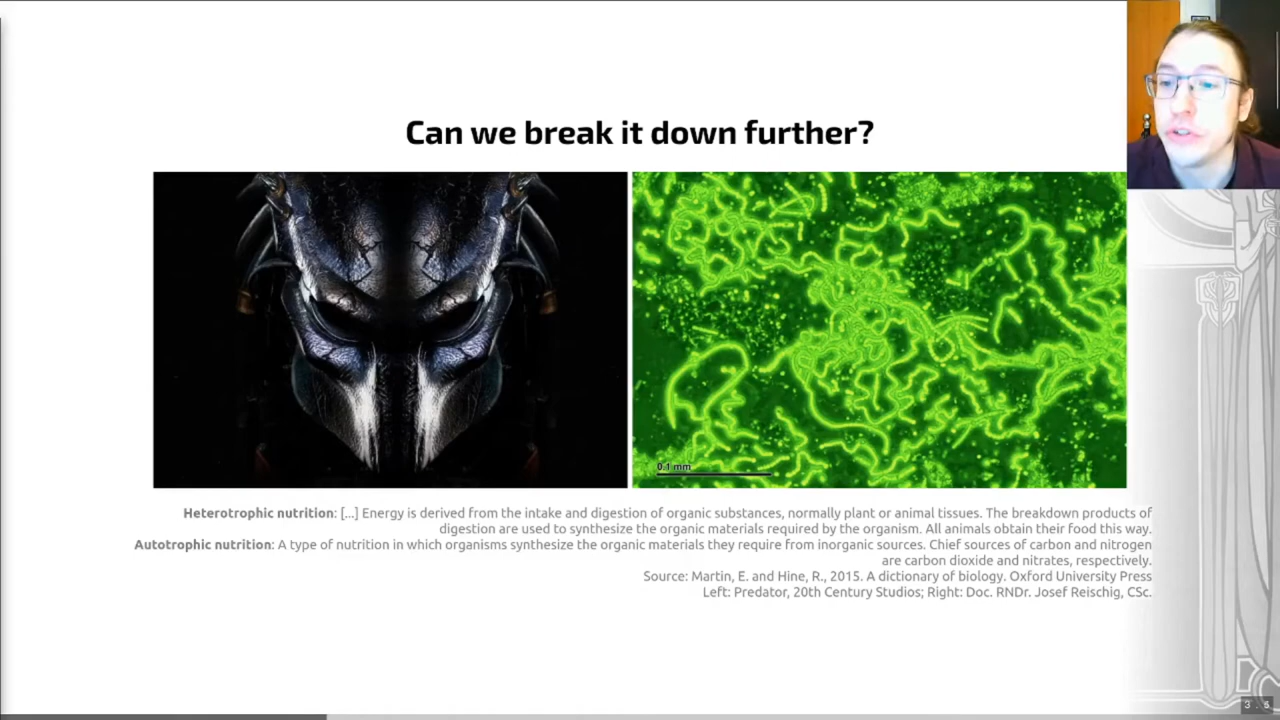 Can we break it down further?
0.1 mm
Heterotrophic nutrition: [...] Energy is derived from the intake and digestion of organic substances, normally plant or animal tissues. The breakdown products of
digestion are used to synthesize the organic materials required by the organism. All animals obtain their food this way.
Autotrophic nutrition: A type of nutrition in which organisms synthesize the organic materials they require from inorganic sources. Chief sources of carbon and nitrogen
are carbon dioxide and nitrates, respectively.
Source: Martin, E. and Hine, R., 2015. A dictionary of biology. Oxford University Press
Left: Predator, 20th Century Studios; Right: Doc. RNDr. Josef Reischig, CSc.
3 . 5